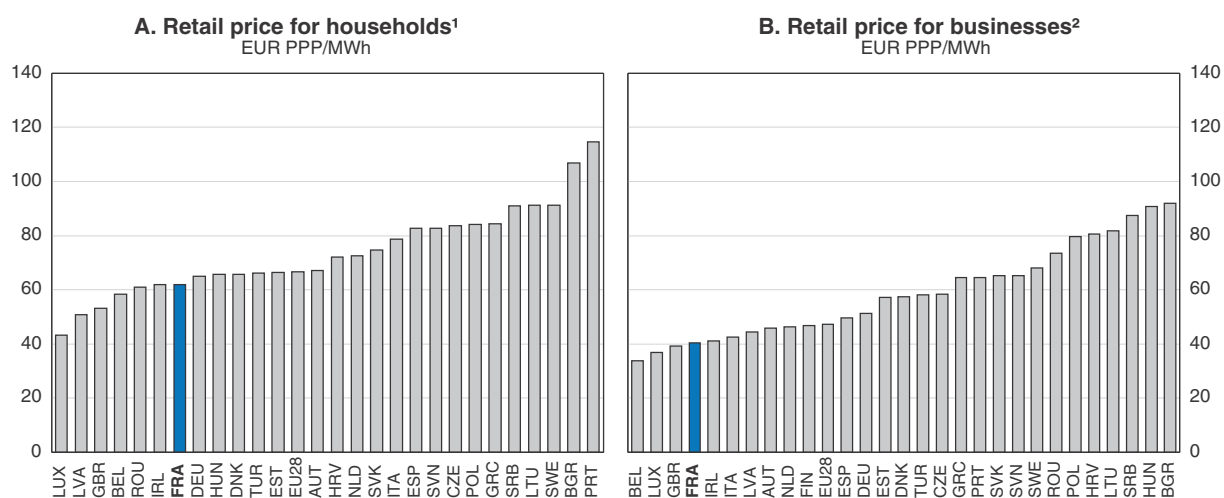 A. Retail price for households¹
EUR PPP/MWh
140
120
100
80
60
40
20
0
LUX
LVA
GBR
BEL
ROU
IRL
FRA
DEU
HUN
DNK
TUR
EST
EU28
AUT
HRV
NLD
SVK
ITA
ESP
SVN
CZE
POL
GRC
SRB
LTU
SWE
BGR
PRT
B. Retail price for businesses²
EUR PPP/MWh
140
120
100
80
60
40
20
0
BEL
LUX
GBR
FRA
IRL
ITA
LVA
AUT
NLD
FIN
EU28
ESP
DEU
EST
DNK
TUR
CZE
GRC
PRT
SVK
SVN
SWE
ROU
POL
HRV
LTU
SRB
HUN
BGR